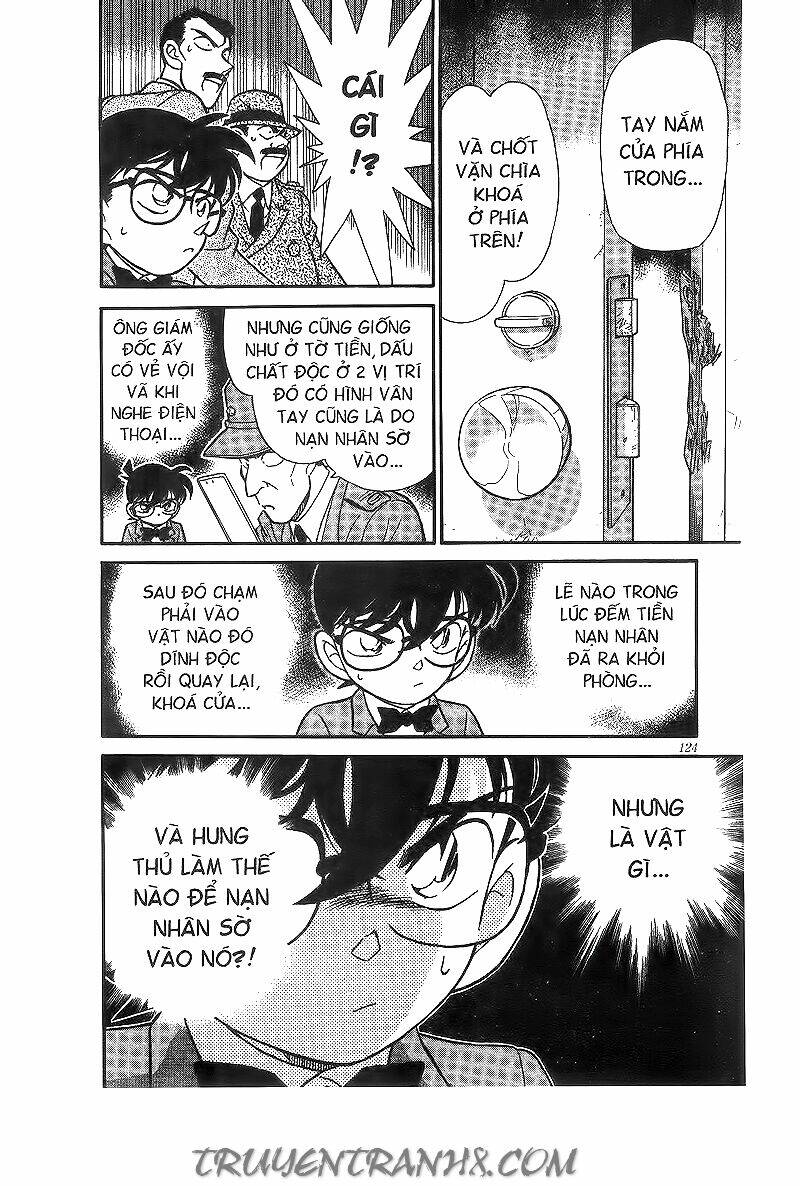 TAY NẮM
CỬA PHÍA
TRONG...
VÀ CHỐT
VẶN CHÌA
KHOÁ
Ở PHÍA
TRÊN!
CÁI
GÌ
!?
NHƯNG CŨNG GIỐNG
NHƯ Ở TỜ TIỀN, DẤU
CHẤT ĐỘC Ở 2 VỊ TRÍ
ĐÓ CÓ HÌNH VÂN
TAY CŨNG LÀ DO
NẠN NHÂN SỜ
VÀO...
ÔNG GIÁM
ĐỐC ẤY
CÓ VẺ VỘI
VÃ KHI
NGHE ĐIỆN
THOẠI...
LẼ NÀO TRONG
LÚC ĐẾM TIỀN
NẠN NHÂN
ĐÃ RA KHỎI
PHÒNG...
SAU ĐÓ CHẠM
PHẢI VÀO
VẬT NÀO ĐÓ
DÍNH ĐỘC
RỒI QUAY LẠI,
KHOÁ CỬA...
124
NHƯNG
LÀ VẬT
GÌ...
VÀ HUNG
THỦ LÀM THẾ
NÀO ĐỂ NẠN
NHÂN SỜ
VÀO NÓ?!
TRUYENTRANH8.COM